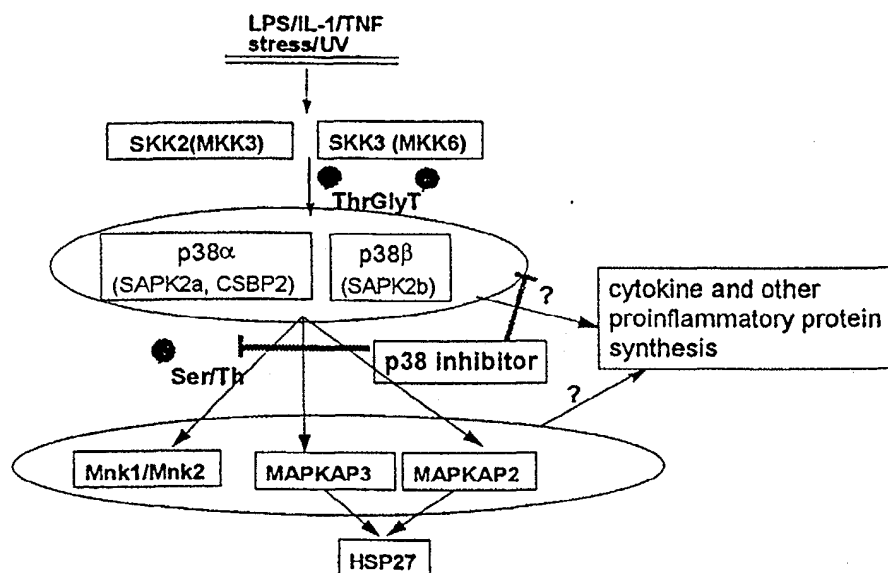 LPS/IL-1/TNF
stress/UV
SKK2(MKK3)
SKK3 (MKK6)
ThrGlyT
p38α
(SAPK2a, CSBP2)
p38β
(SAPK2b)
?
cytokine and other
proinflammatory protein
synthesis
Ser/Th
p38 inhibitor
?
Mnk1/Mnk2
MAPKAP3
MAPKAP2
HSP27